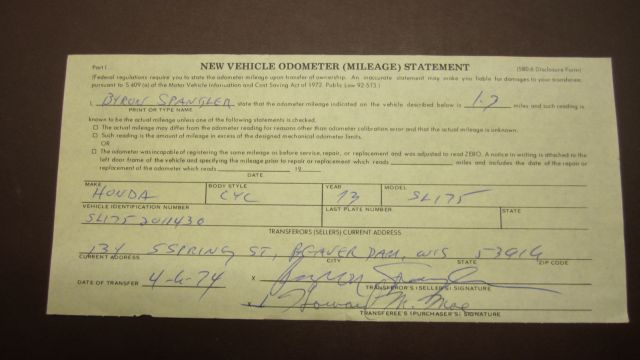 Part I NEW VEHICLE ODOMETER (MILEAGE) STATEMENT (580-6 Disclosure Form)
(Federal regulations require you to state the odometer mileage upon transfer of ownership. An inaccurate statement may make you liable for damages to your transferee,
pursuant to S 409 (a) of the Motor Vehicle Information and Cost Saving Act of 1972. Public Law 92-513.)
I, BYRON SPANGLER state that the odometer mileage indicated on the vehicle described below is 1.7 miles and such reading is
PRINT OR TYPE NAME
known to be the actual mileage unless one of the following statements is checked.
□ The actual mileage may differ from the odometer reading for reasons other than odometer calibration error and that the actual mileage is unknown.
□ Such reading is the amount of mileage in excess of the designed mechanical odometer limits.
OR
□ The odometer was incapable of registering the same mileage as before service, repair, or replacement and was adjusted to read ZERO. A notice in writing is attached to the
left door frame of the vehicle and specifying the mileage prior to repair or replacement which reads miles and includes the date of the repair or
replacement of the odometer which reads 19
DATE
MAKE BODY STYLE YEAR MODEL
HONDA CYC 73 SL175
VEHICLE IDENTIFICATION NUMBER LAST PLATE NUMBER STATE
SL175 2011430
TRANSFERORS (SELLERS) CURRENT ADDRESS
134 S SPRING ST, BEAVER DAM, WIS 53916
CURRENT ADDRESS CITY STATE ZIP CODE
DATE OF TRANSFER 4-6-74 x
TRANSFEROR'S (SELLER'S) SIGNATURE
x Howard M.
TRANSFEREE'S (PURCHASER'S) SIGNATURE